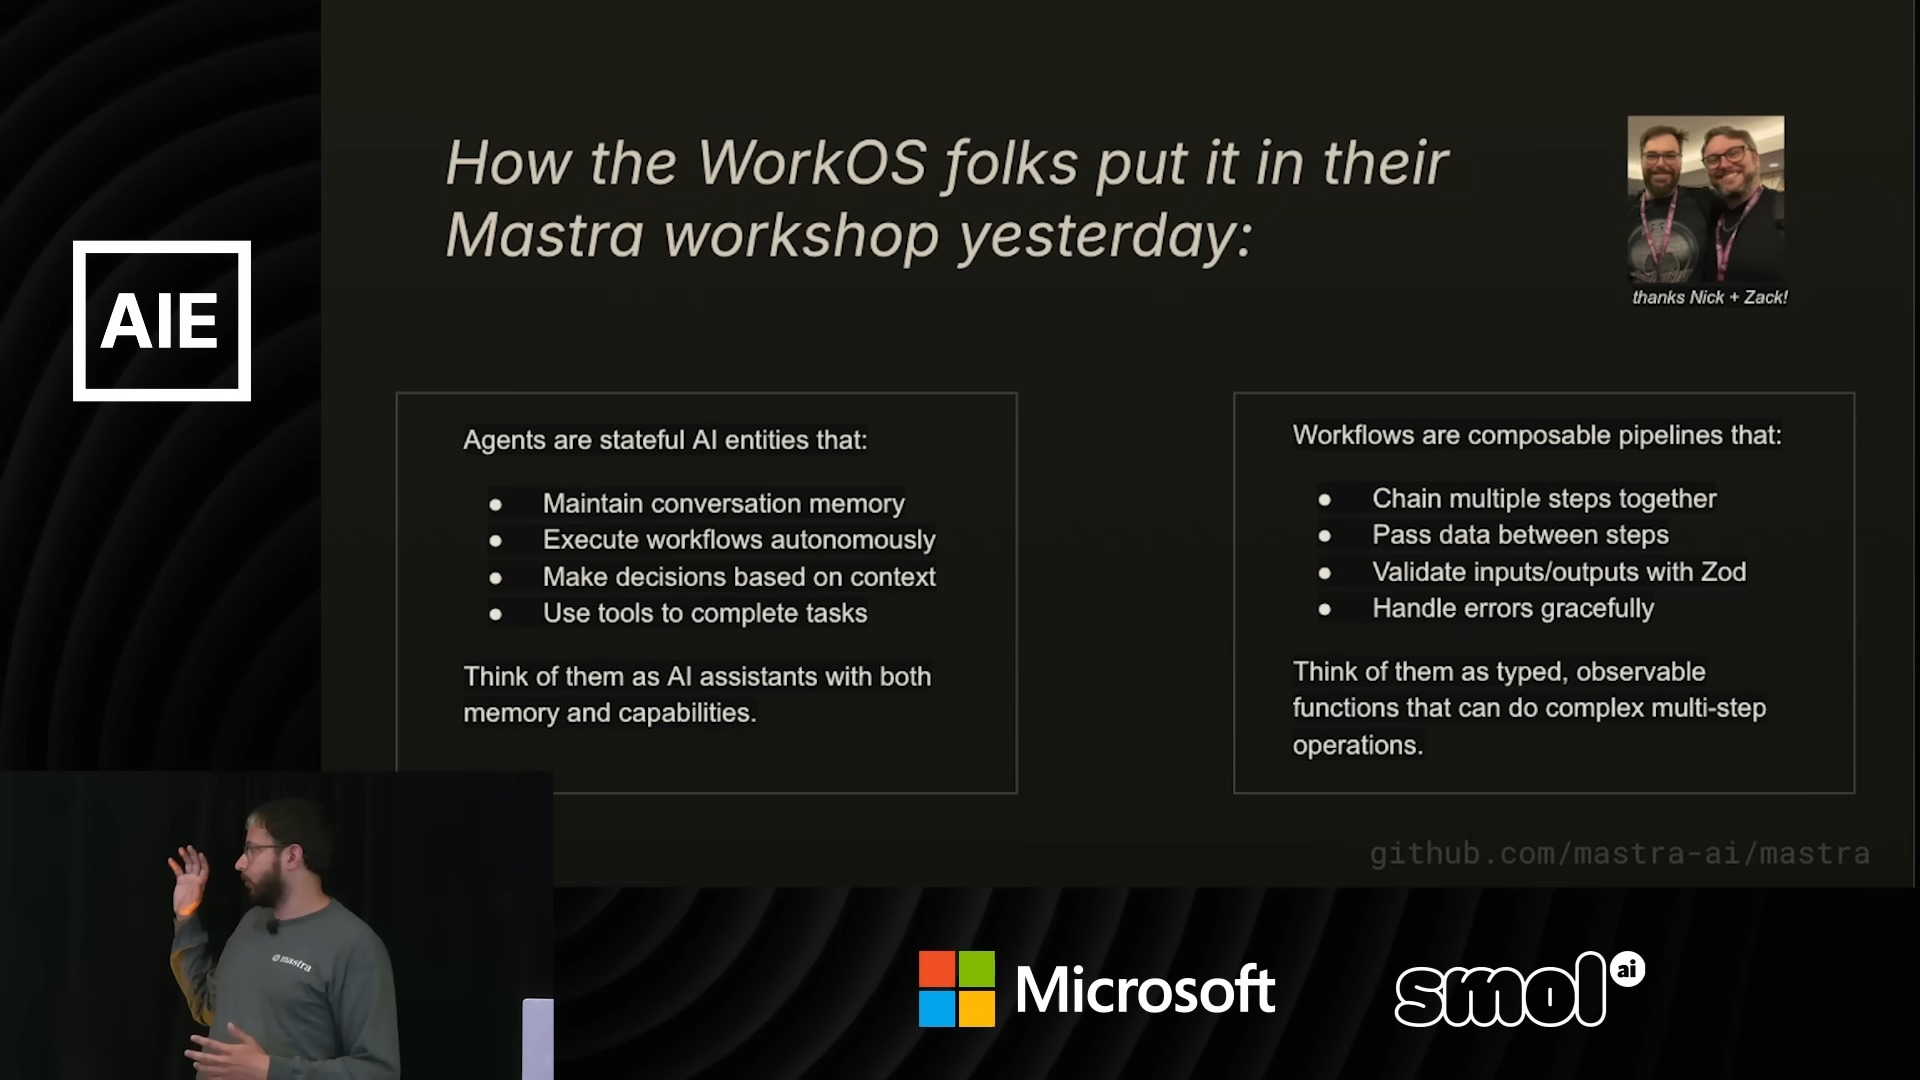 AIE
How the WorkOS folks put it in their
Mastra workshop yesterday:
thanks Nick + Zack!
Agents are stateful AI entities that:
● Maintain conversation memory
● Execute workflows autonomously
● Make decisions based on context
● Use tools to complete tasks
Think of them as AI assistants with both
memory and capabilities.
Workflows are composable pipelines that:
● Chain multiple steps together
● Pass data between steps
● Validate inputs/outputs with Zod
● Handle errors gracefully
Think of them as typed, observable
functions that can do complex multi-step
operations.
github.com/mastra-ai/mastra
mastra
Microsoft
smol ai